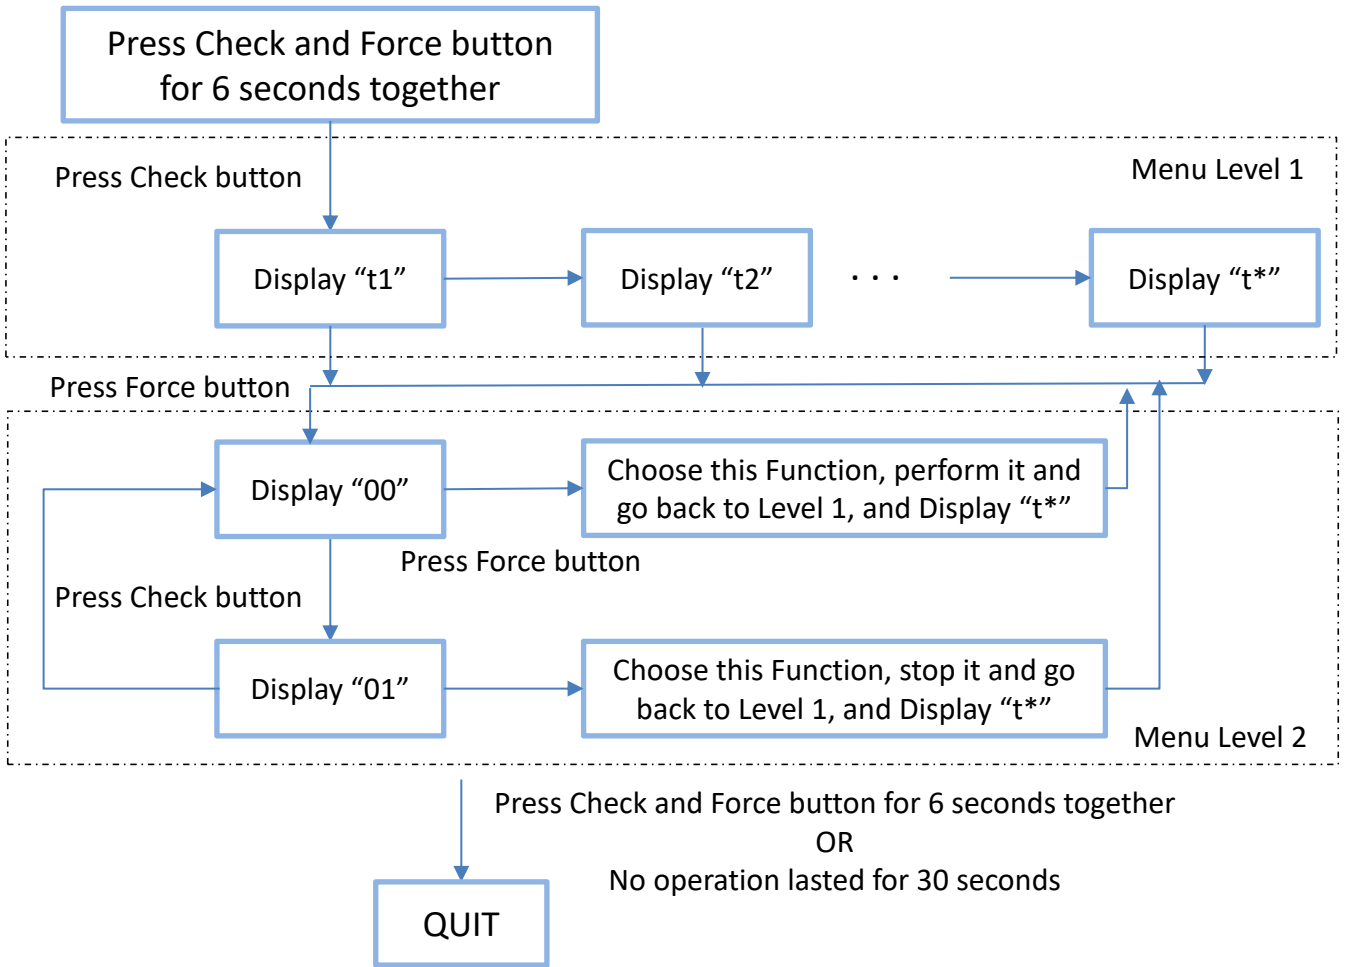 Press Check and Force button
for 6 seconds together
Press Check button
Menu Level 1
Display “t1”
Display “t2”
. . .
Display “t*”
Press Force button
Display “00”
Choose this Function, perform it and
go back to Level 1, and Display “t*”
Press Force button
Press Check button
Display “01”
Choose this Function, stop it and go
back to Level 1, and Display “t*”
Menu Level 2
Press Check and Force button for 6 seconds together
OR
No operation lasted for 30 seconds
QUIT